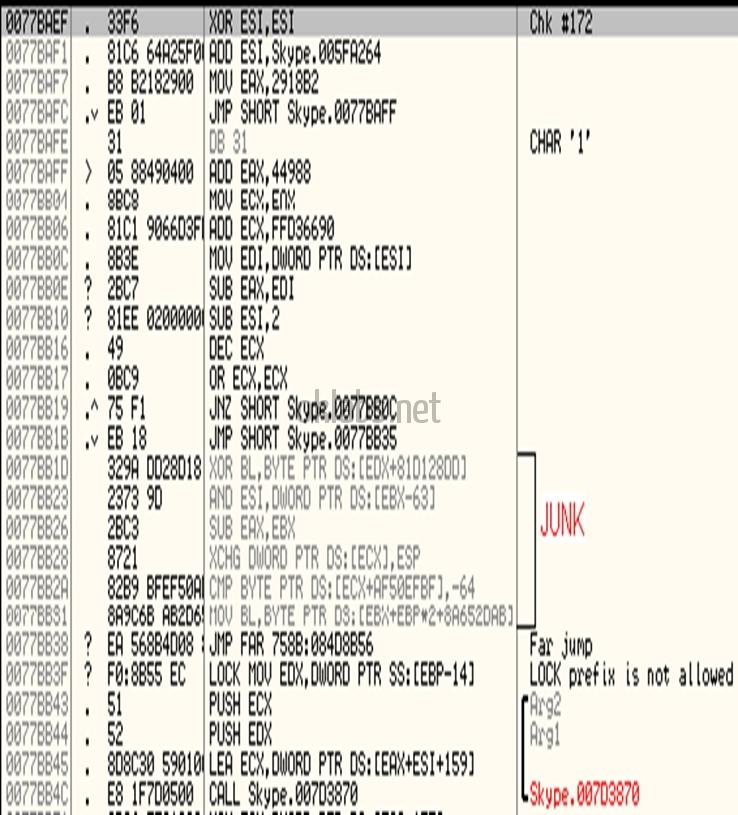 0077BAEF . 33F6 XOR ESI,ESI Chk #172
0077BAF1 . 81C6 64A25F0 ADD ESI,Skype.005FA264
0077BAF7 . B8 B2182900 MOV EAX,2918B2
0077BAFC .v EB 01 JMP SHORT Skype.0077BAFF
0077BAFE 31 DB 31 CHAR '1'
0077BAFF > 05 88490400 ADD EAX,44988
0077BB04 . 8BC8 MOV ECX,EAX
0077BB06 . 81C1 9066D3F ADD ECX,FFD36690
0077BB0C . 8B3E MOV EDI,DWORD PTR DS:[ESI]
0077BB0E ? 2BC7 SUB EAX,EDI
0077BB10 ? 81EE 0200000 SUB ESI,2
0077BB16 . 49 DEC ECX
0077BB17 . 0BC9 OR ECX,ECX
0077BB19 .^ 75 F1 JNZ SHORT Skype.0077BB0C
0077BB1B .v EB 18 JMP SHORT Skype.0077BB35
0077BB1D 329A DD28D18 XOR BL,BYTE PTR DS:[EDX+81D128DD]
0077BB23 2373 9D AND ESI,DWORD PTR DS:[EBX-63]
0077BB26 2BC3 SUB EAX,EBX
JUNK
0077BB28 8721 XCHG DWORD PTR DS:[ECX],ESP
0077BB2A 82B9 BFEF50A CMP BYTE PTR DS:[ECX+AF50EFBF],-64
0077BB31 8A9C6B AB2D6 MOV BL,BYTE PTR DS:[EBX+EBP*2+8A652DAB]
0077BB38 ? EA 568B4D08 JMP FAR 758B:084D8B56 Far jump
0077BB3F ? F0:8B55 EC LOCK MOV EDX,DWORD PTR SS:[EBP-14] LOCK prefix is not allowed
0077BB43 . 51 PUSH ECX Arg2
0077BB44 . 52 PUSH EDX Arg1
0077BB45 . 8D8C30 59010 LEA ECX,DWORD PTR DS:[EAX+ESI+159]
0077BB4C . E8 1F7D0500 CALL Skype.007D3870 Skype.007D3870